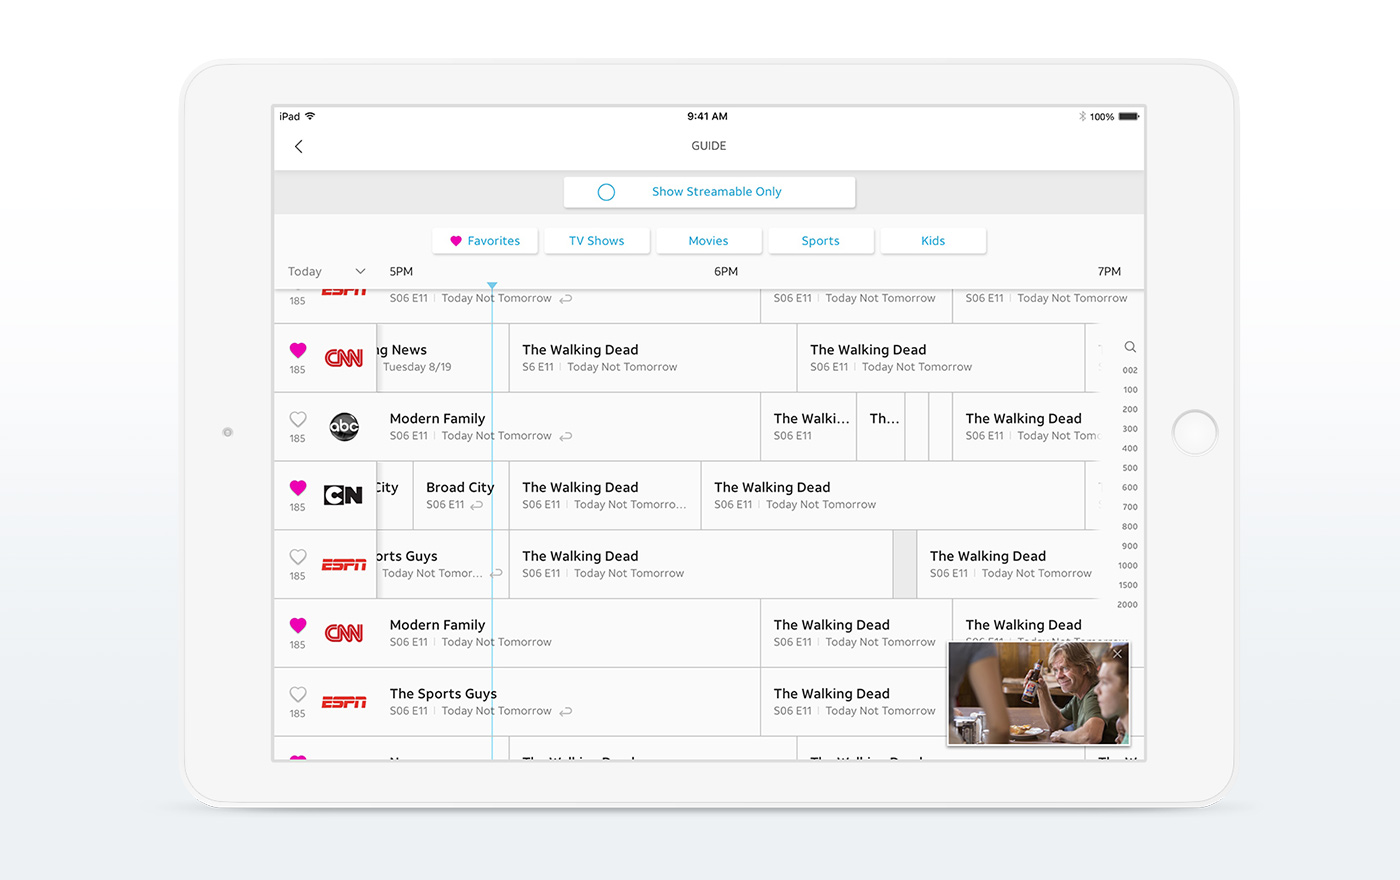 iPad 9:41 AM 100%
GUIDE
Show Streamable Only
Favorites TV Shows Movies Sports Kids
Today 5PM 6PM 7PM
185 ESPN S06 E11 Today Not Tomorrow S06 E11 Today Not Tomorrow S06 E11 Today Not Tomorrow
CNN ng News The Walking Dead The Walking Dead
185 Tuesday 8/19 S6 E11 Today Not Tomorrow S06 E11 Today Not Tomorrow
abc Modern Family The Walki... Th... The Walking Dead
185 S06 E11 Today Not Tomorrow S06 E11 S06 E11 Today Not Tom
CN City Broad City The Walking Dead The Walking Dead
185 S06 E11 S06 E11 Today Not Tomorro... S06 E11 Today Not Tomorrow
ESPN orts Guys The Walking Dead The Walking Dead
185 Today Not Tomor... S06 E11 Today Not Tomorrow S06 E11 Today Not Tomorrow
CNN Modern Family The Walking Dead The Walking Dead
185 S06 E11 Today Not Tomorrow S06 E11 Today Not Tomorrow
ESPN The Sports Guys The Walking Dead
185 S06 E11 Today Not Tomorrow S06 E11 Today Not Tomorrow
002
100
200
300
400
500
600
700
800
900
1000
1500
2000